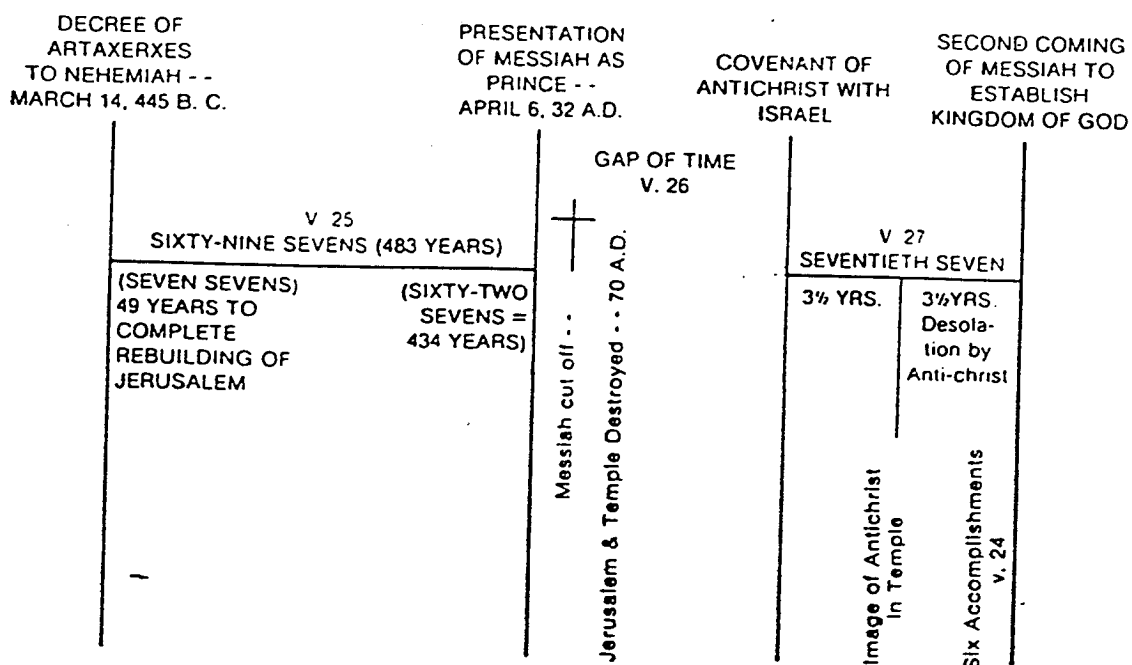 DECREE OF
ARTAXERXES
TO NEHEMIAH - -
MARCH 14, 445 B. C.
PRESENTATION
OF MESSIAH AS
PRINCE - -
APRIL 6, 32 A.D.
COVENANT OF
ANTICHRIST WITH
ISRAEL
SECOND COMING
OF MESSIAH TO
ESTABLISH
KINGDOM OF GOD
GAP OF TIME
V. 26
V 25
SIXTY-NINE SEVENS (483 YEARS)
(SEVEN SEVENS)
49 YEARS TO
COMPLETE
REBUILDING OF
JERUSALEM
(SIXTY-TWO
SEVENS =
434 YEARS)
Messiah cut off - -
Jerusalem & Temple Destroyed - - 70 A.D.
V 27
SEVENTIETH SEVEN
3½ YRS.
3½ YRS.
Desola-
tion by
Anti-christ
Image of Antichrist
In Temple
Six Accomplishments
v. 24